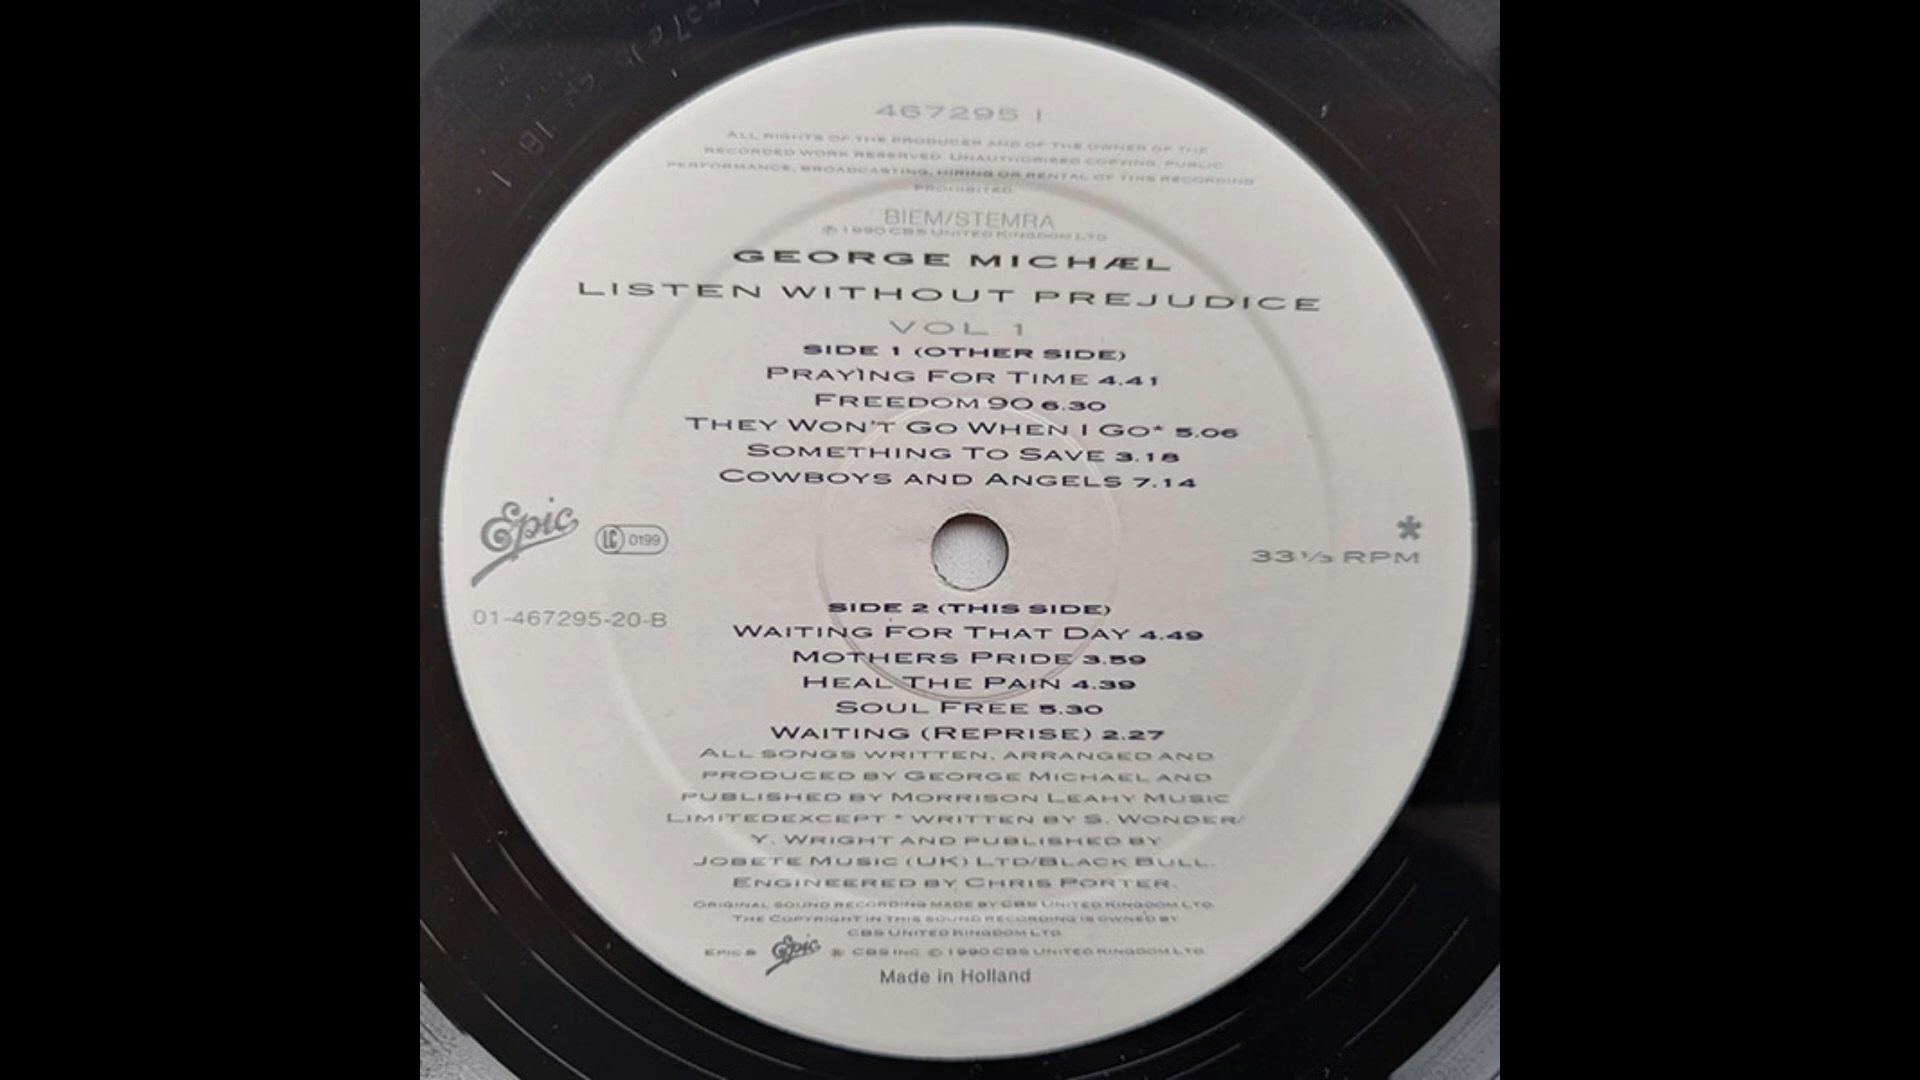 467295 1
ALL RIGHTS OF THE PRODUCER AND OF THE OWNER OF THE
RECORDED WORK RESERVED. UNAUTHORISED COPYING, PUBLIC
PERFORMANCE, BROADCASTING, HIRING OR RENTAL OF THIS RECORDING
PROHIBITED
BIEM/STEMRA
℗ 1990 CBS UNITED KINGDOM LTD
GEORGE MICHÆL
LISTEN WITHOUT PREJUDICE
VOL 1
SIDE 1 (OTHER SIDE)
PRAYING FOR TIME 4.41
FREEDOM 90 6.30
THEY WON'T GO WHEN I GO* 5.06
SOMETHING TO SAVE 3.18
COWBOYS AND ANGELS 7.14
Epic LC 0199
*
33⅓ RPM
01-467295-20-B
SIDE 2 (THIS SIDE)
WAITING FOR THAT DAY 4.49
MOTHERS PRIDE 3.59
HEAL THE PAIN 4.39
SOUL FREE 5.30
WAITING (REPRISE) 2.27
ALL SONGS WRITTEN, ARRANGED AND
PRODUCED BY GEORGE MICHAEL AND
PUBLISHED BY MORRISON LEAHY MUSIC
LIMITEDEXCEPT * WRITTEN BY S. WONDER/
Y. WRIGHT AND PUBLISHED BY
JOBETE MUSIC (UK) LTD/BLACK BULL.
ENGINEERED BY CHRIS PORTER.
ORIGINAL SOUND RECORDING MADE BY CBS UNITED KINGDOM LTD.
THE COPYRIGHT IN THIS SOUND RECORDING IS OWNED BY
CBS UNITED KINGDOM LTD.
EPIC & Epic ® CBS INC. © 1990 CBS UNITED KINGDOM LTD.
Made in Holland